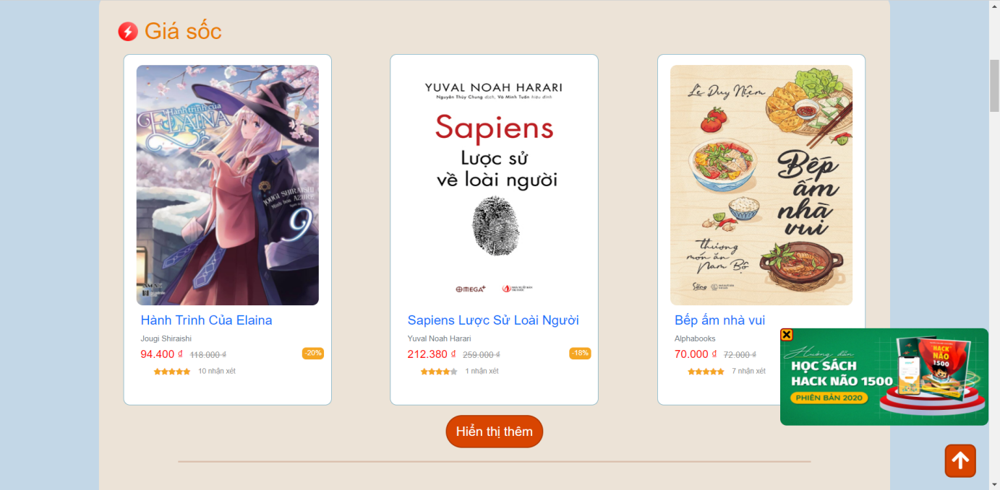 Giá sốc
Hành trình của
ELAINA
JOUGI SHIRAISHI
Minh họa: AZURE
9
Hành Trình Của Elaina
Jougi Shiraishi
94.400 ₫ 118.000 ₫ -20%
10 nhận xét
YUVAL NOAH HARARI
Nguyễn Thủy Chung dịch, Võ Minh Tuấn hiệu đính
Sapiens
Lược sử
về loài người
OMEGA+
Sapiens Lược Sử Loài Người
Yuval Noah Harari
212.380 ₫ 259.000 ₫ -18%
1 nhận xét
Lê Duy Niệm
Bếp
ấm
nhà
vui
thương
món ăn
Nam Bộ
Sống
Bếp ấm nhà vui
Alphabooks
70.000 ₫ 72.000 ₫
7 nhận xét
Hướng dẫn
HỌC SÁCH
HACK NÃO 1500
PHIÊN BẢN 2020
HACK
NÃO
1500
Hiển thị thêm